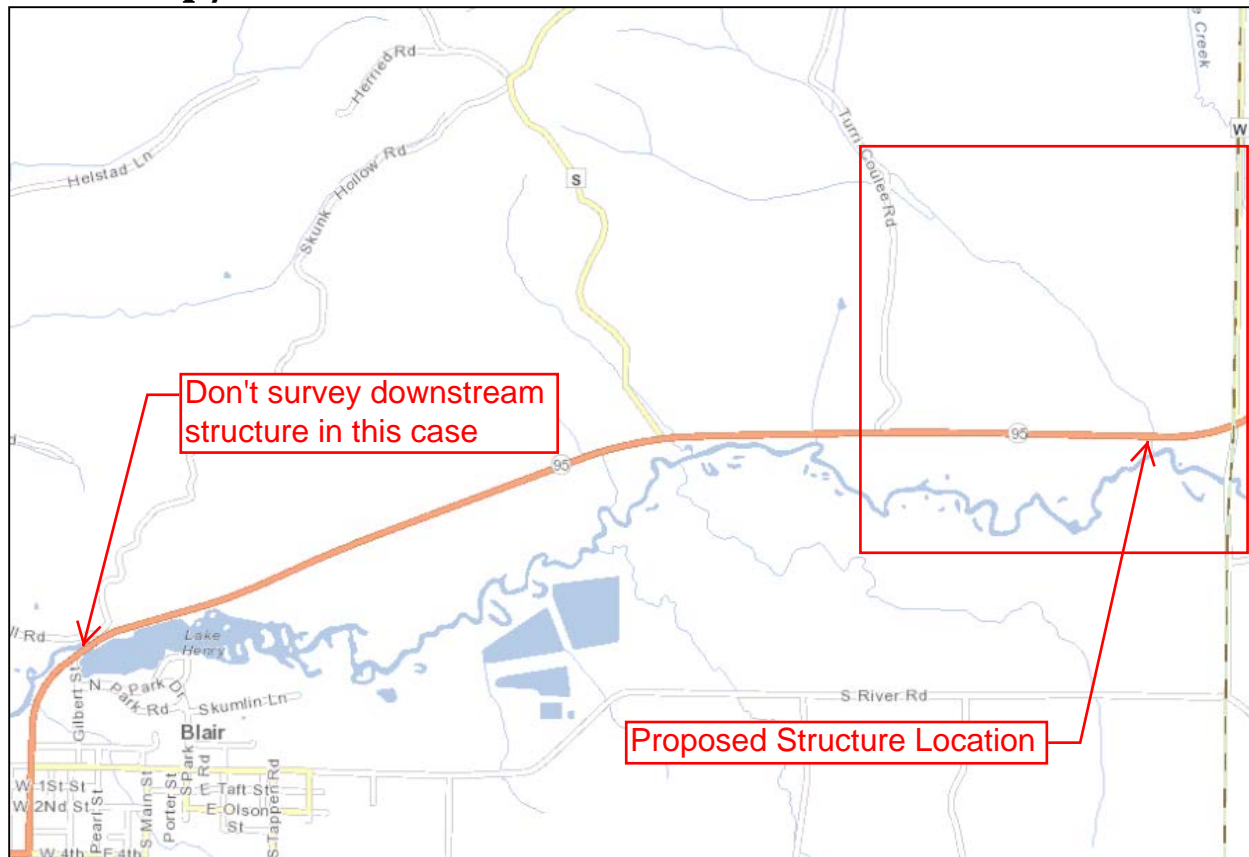 Creek
W
Herried Rd
Helstad Ln
Skunk Hollow Rd
S
Turri Coulee Rd
Don't survey downstream
structure in this case
95
95
Lake
Henry
Rd
Gilbert St
N Park Dr
Park Rd
Skumlin Ln
S River Rd
Blair
Proposed Structure Location
W 1St St
W 2Nd St
Pearl St
S Main St
Porter St
S Park Rd
E Taft St
E Olson
St
S Tappen Rd
W 4th
E 4th